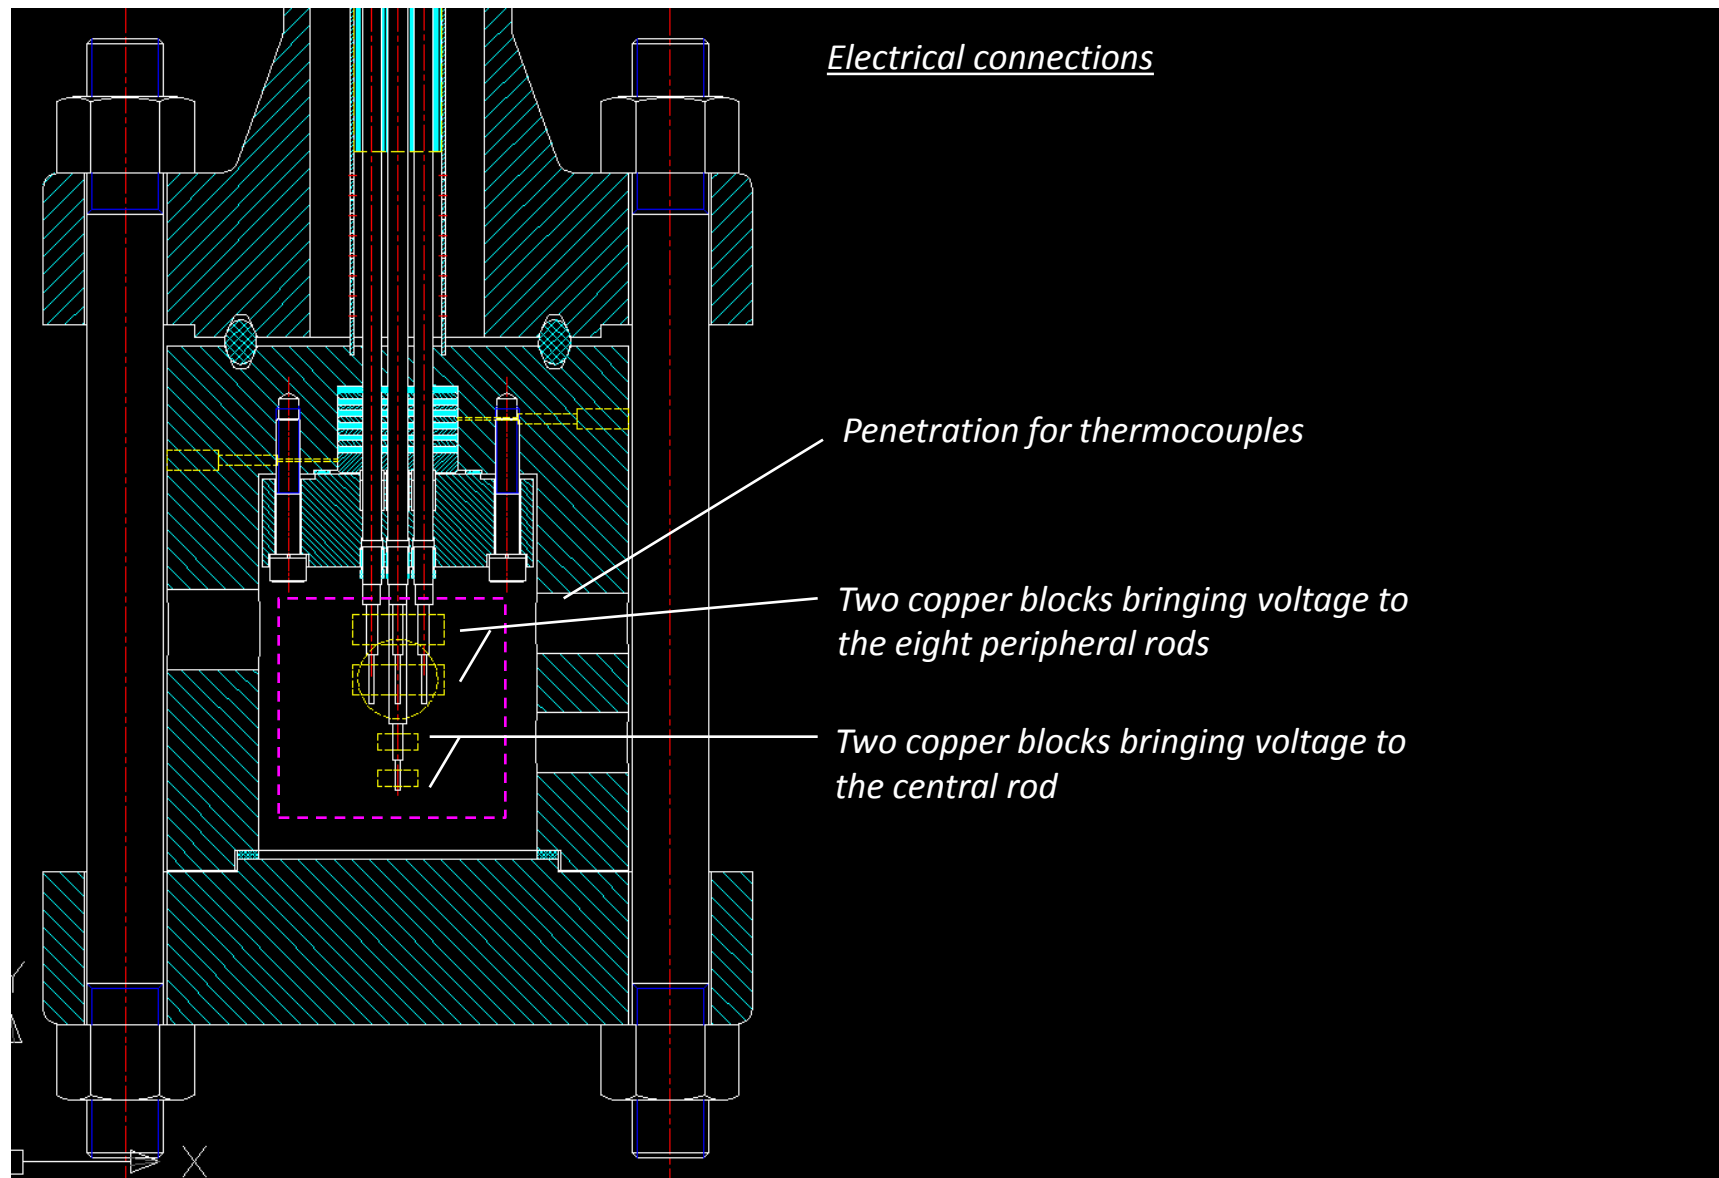 Electrical connections
Penetration for thermocouples
Two copper blocks bringing voltage to
the eight peripheral rods
Two copper blocks bringing voltage to
the central rod
Y
X